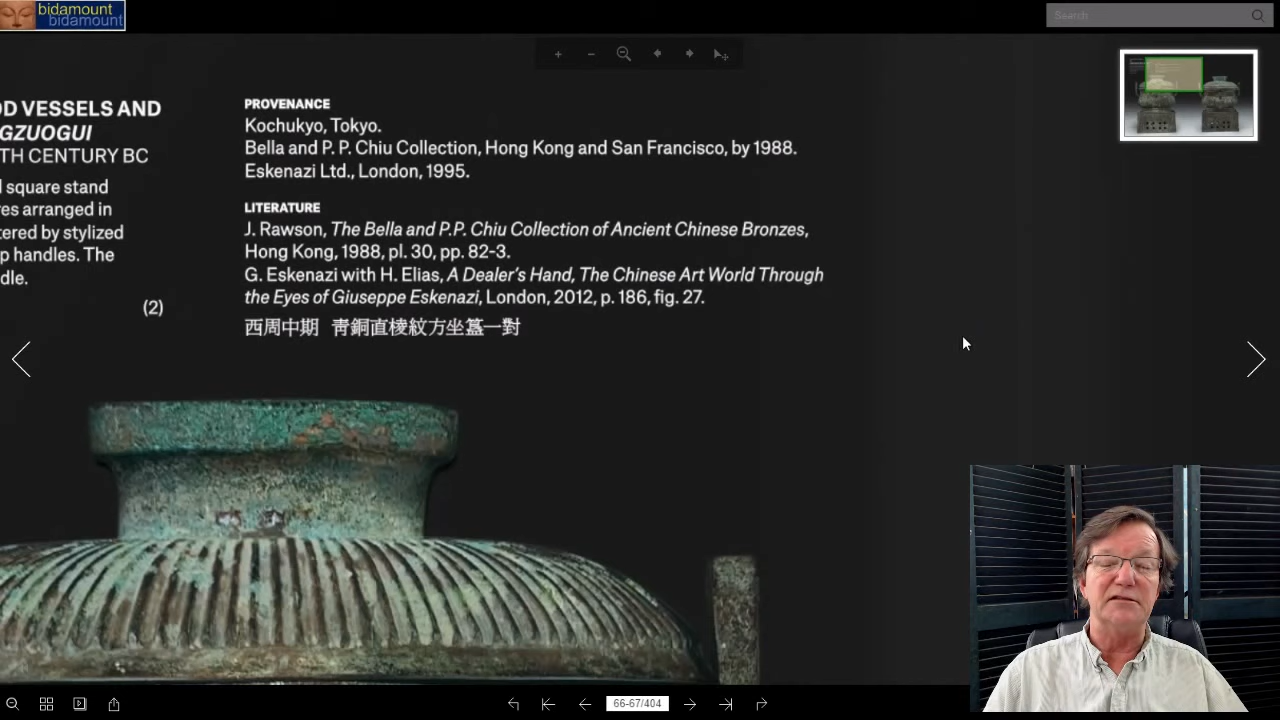 bidamount
bidamount
Search
OD VESSELS AND
GZUOGUI
TH CENTURY BC
l square stand
res arranged in
tered by stylized
p handles. The
dle.
(2)
PROVENANCE
Kochukyo, Tokyo.
Bella and P. P. Chiu Collection, Hong Kong and San Francisco, by 1988.
Eskenazi Ltd., London, 1995.
LITERATURE
J. Rawson, The Bella and P.P. Chiu Collection of Ancient Chinese Bronzes,
Hong Kong, 1988, pl. 30, pp. 82-3.
G. Eskenazi with H. Elias, A Dealer's Hand, The Chinese Art World Through
the Eyes of Giuseppe Eskenazi, London, 2012, p. 186, fig. 27.
西周中期 青銅直棱紋方坐簋一對
66-67/404